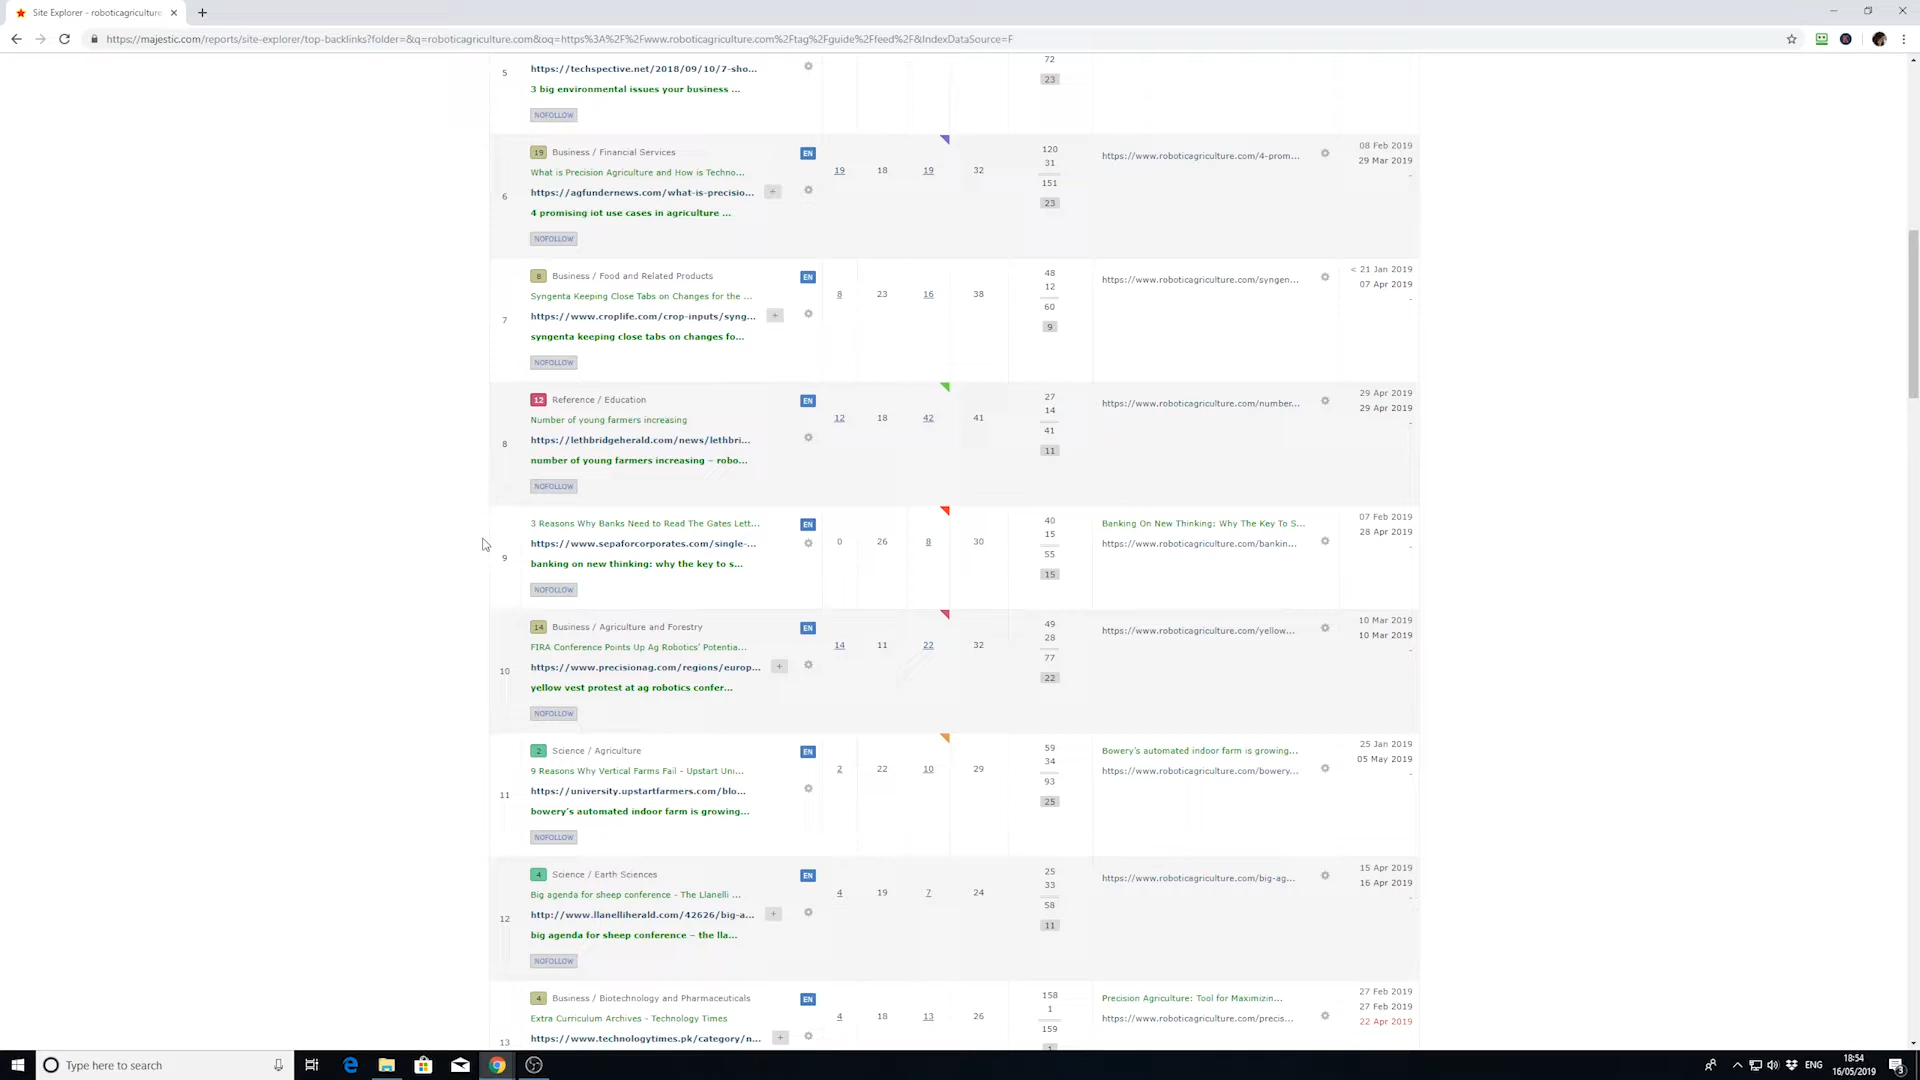 Site Explorer - roboticagriculture
https://majestic.com/reports/site-explorer/top-backlinks?folder=&q=roboticagriculture.com&oq=https%3A%2F%2Fwww.roboticagriculture.com%2Ftag%2Fguide%2Ffeed%2F&IndexDataSource=F
5
https://techspective.net/2018/09/10/7-sho...
3 big environmental issues your business ...
NOFOLLOW
72
23
6
19 Business / Financial Services
EN
What is Precision Agriculture and How is Techno...
https://agfundernews.com/what-is-precisio...
+
4 promising iot use cases in agriculture ...
NOFOLLOW
19 18 19 32
120
31
151
23
https://www.roboticagriculture.com/4-prom...
08 Feb 2019
29 Mar 2019
-
7
8 Business / Food and Related Products
EN
Syngenta Keeping Close Tabs on Changes for the ...
https://www.croplife.com/crop-inputs/syng...
+
syngenta keeping close tabs on changes fo...
NOFOLLOW
8 23 16 38
48
12
60
9
https://www.roboticagriculture.com/syngen...
< 21 Jan 2019
07 Apr 2019
-
8
12 Reference / Education
EN
Number of young farmers increasing
https://lethbridgeherald.com/news/lethbri...
number of young farmers increasing – robo...
NOFOLLOW
12 18 42 41
27
14
41
11
https://www.roboticagriculture.com/number...
29 Apr 2019
29 Apr 2019
-
9
3 Reasons Why Banks Need to Read The Gates Lett...
EN
https://www.sepaforcorporates.com/single-...
banking on new thinking: why the key to s...
NOFOLLOW
0 26 8 30
40
15
55
15
Banking On New Thinking: Why The Key To S...
https://www.roboticagriculture.com/bankin...
07 Feb 2019
28 Apr 2019
-
10
14 Business / Agriculture and Forestry
EN
FIRA Conference Points Up Ag Robotics’ Potentia...
https://www.precisionag.com/regions/europ...
+
yellow vest protest at ag robotics confer...
NOFOLLOW
14 11 22 32
49
28
77
22
https://www.roboticagriculture.com/yellow...
10 Mar 2019
10 Mar 2019
-
11
2 Science / Agriculture
EN
9 Reasons Why Vertical Farms Fail - Upstart Uni...
https://university.upstartfarmers.com/blo...
bowery’s automated indoor farm is growing...
NOFOLLOW
2 22 10 29
59
34
93
25
Bowery’s automated indoor farm is growing...
https://www.roboticagriculture.com/bowery...
25 Jan 2019
05 May 2019
-
12
4 Science / Earth Sciences
EN
Big agenda for sheep conference - The Llanelli ...
http://www.llanelliherald.com/42626/big-a...
+
big agenda for sheep conference – the lla...
NOFOLLOW
4 19 7 24
25
33
58
11
https://www.roboticagriculture.com/big-ag...
15 Apr 2019
16 Apr 2019
-
13
4 Business / Biotechnology and Pharmaceuticals
EN
Extra Curriculum Archives - Technology Times
https://www.technologytimes.pk/category/n...
+
4 18 13 26
158
1
159
1
Precision Agriculture: Tool for Maximizin...
https://www.roboticagriculture.com/precis...
27 Feb 2019
27 Feb 2019
22 Apr 2019
Type here to search
ENG
18:54
16/05/2019
3